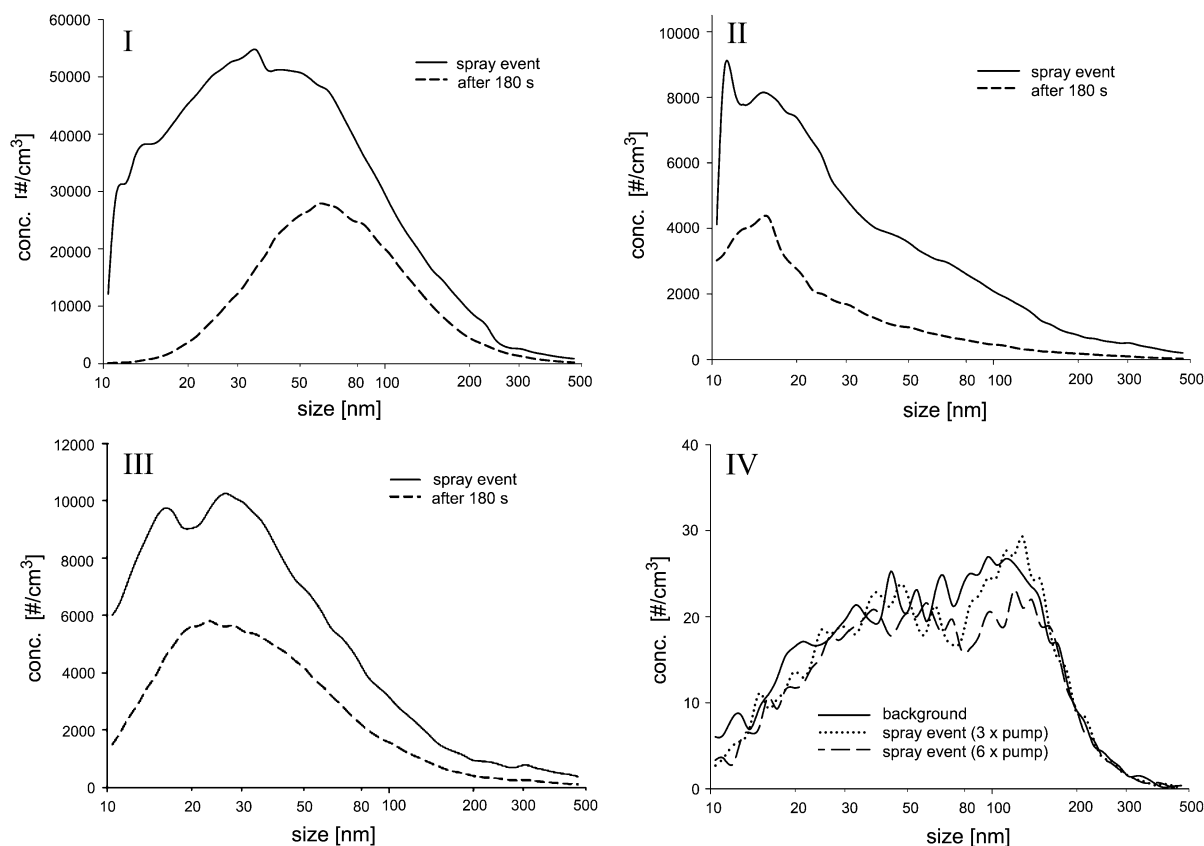 I
60000
50000
40000
30000
20000
10000
0
conc. [#/cm³]
spray event
after 180 s
10 20 30 50 80 100 200 300 500
size [nm]
II
10000
8000
6000
4000
2000
0
conc. [#/cm³]
spray event
after 180 s
10 20 30 50 80 100 200 300 500
size [nm]
III
12000
10000
8000
6000
4000
2000
0
conc. [#/cm³]
spray event
after 180 s
10 20 30 50 80 100 200 300 500
size [nm]
IV
40
30
20
10
0
conc. [#/cm³]
background
spray event (3 x pump)
spray event (6 x pump)
10 20 30 50 80 100 200 300 500
size [nm]